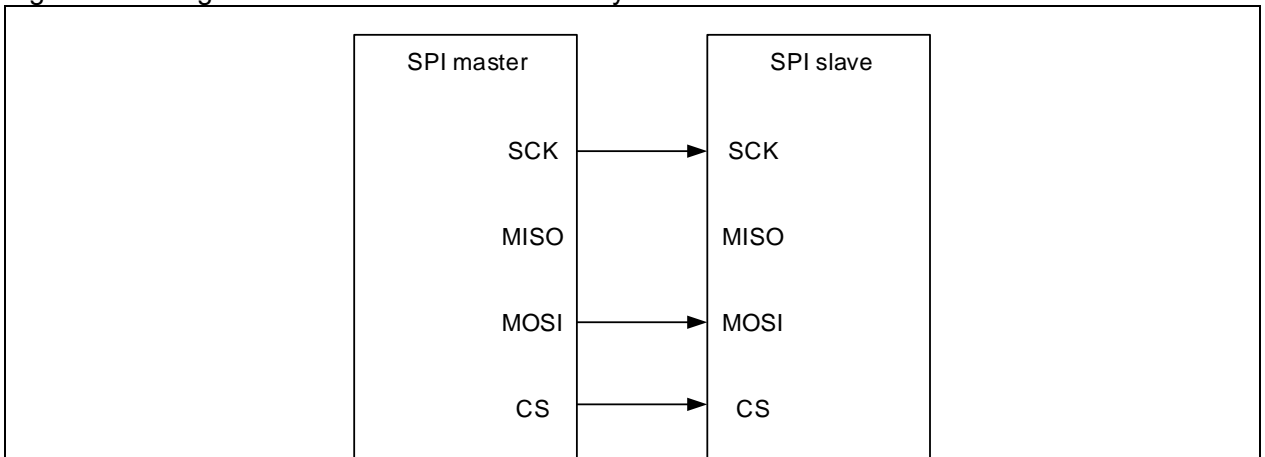 SPI master SPI slave
SCK SCK
MISO MISO
MOSI MOSI
CS CS